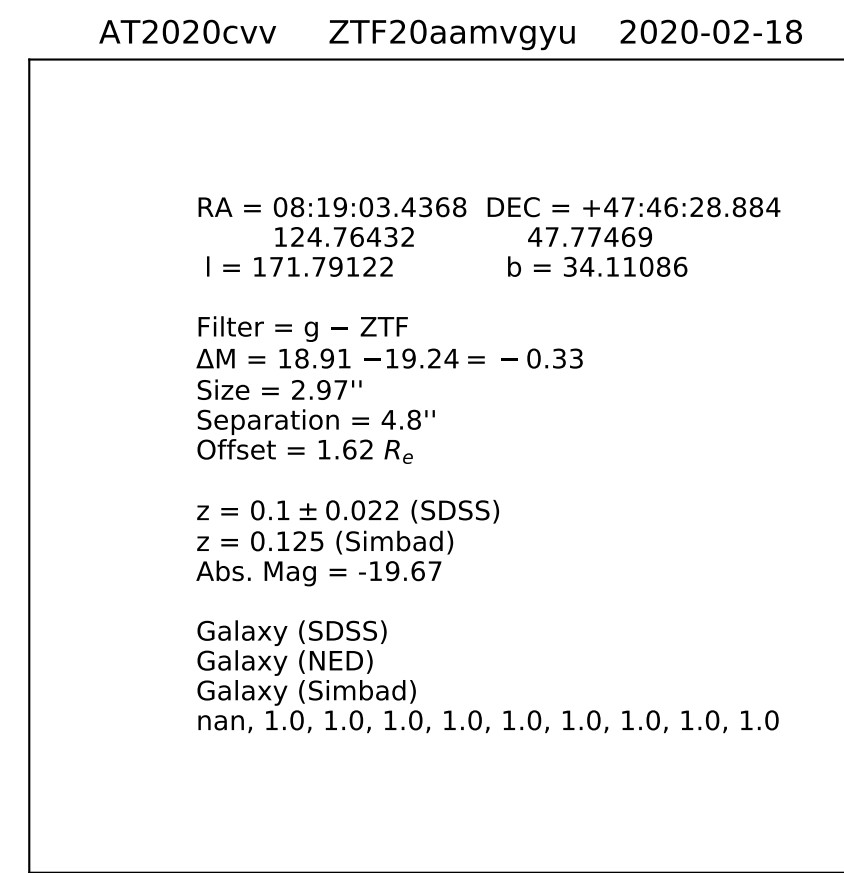 AT2020cvv ZTF20aamvgyu 2020-02-18
RA = 08:19:03.4368 DEC = +47:46:28.884
124.76432 47.77469
l = 171.79122 b = 34.11086
Filter = g − ZTF
ΔM = 18.91 −19.24 = − 0.33
Size = 2.97''
Separation = 4.8''
Offset = 1.62 Rₑ
z = 0.1 ± 0.022 (SDSS)
z = 0.125 (Simbad)
Abs. Mag = -19.67
Galaxy (SDSS)
Galaxy (NED)
Galaxy (Simbad)
nan, 1.0, 1.0, 1.0, 1.0, 1.0, 1.0, 1.0, 1.0, 1.0